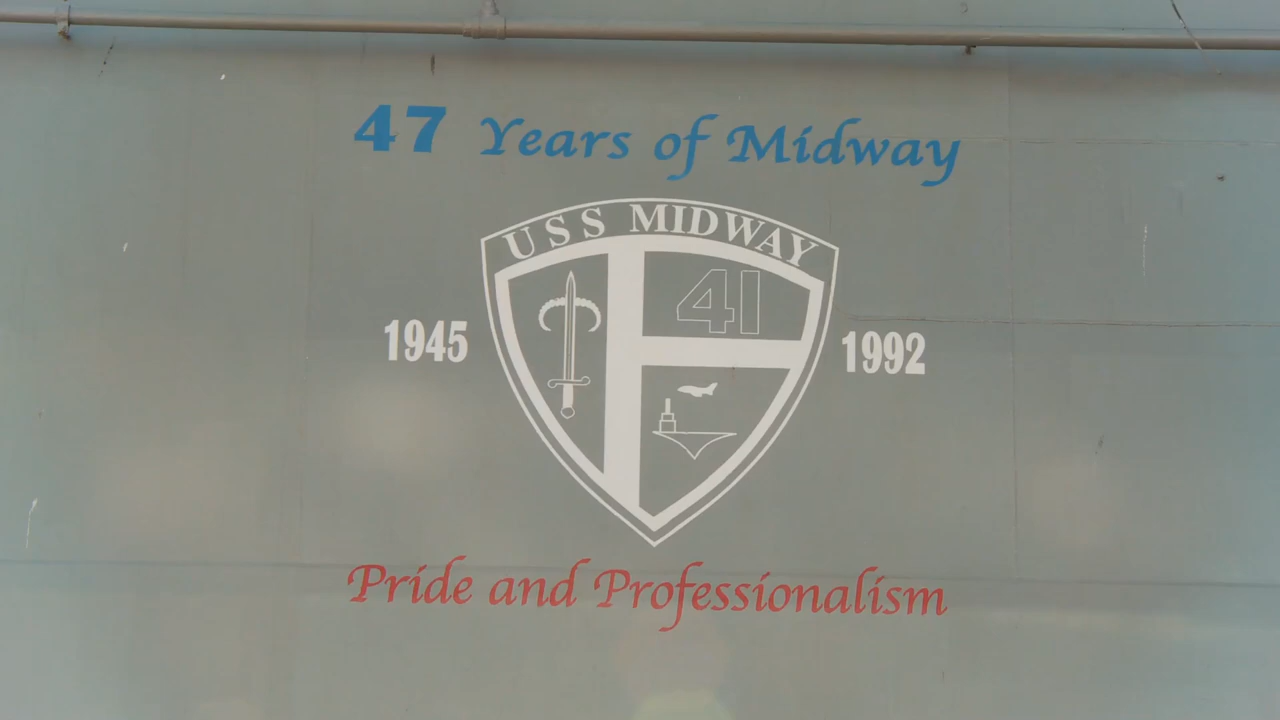 47 Years of Midway
USS MIDWAY
41
1945
1992
Pride and Professionalism